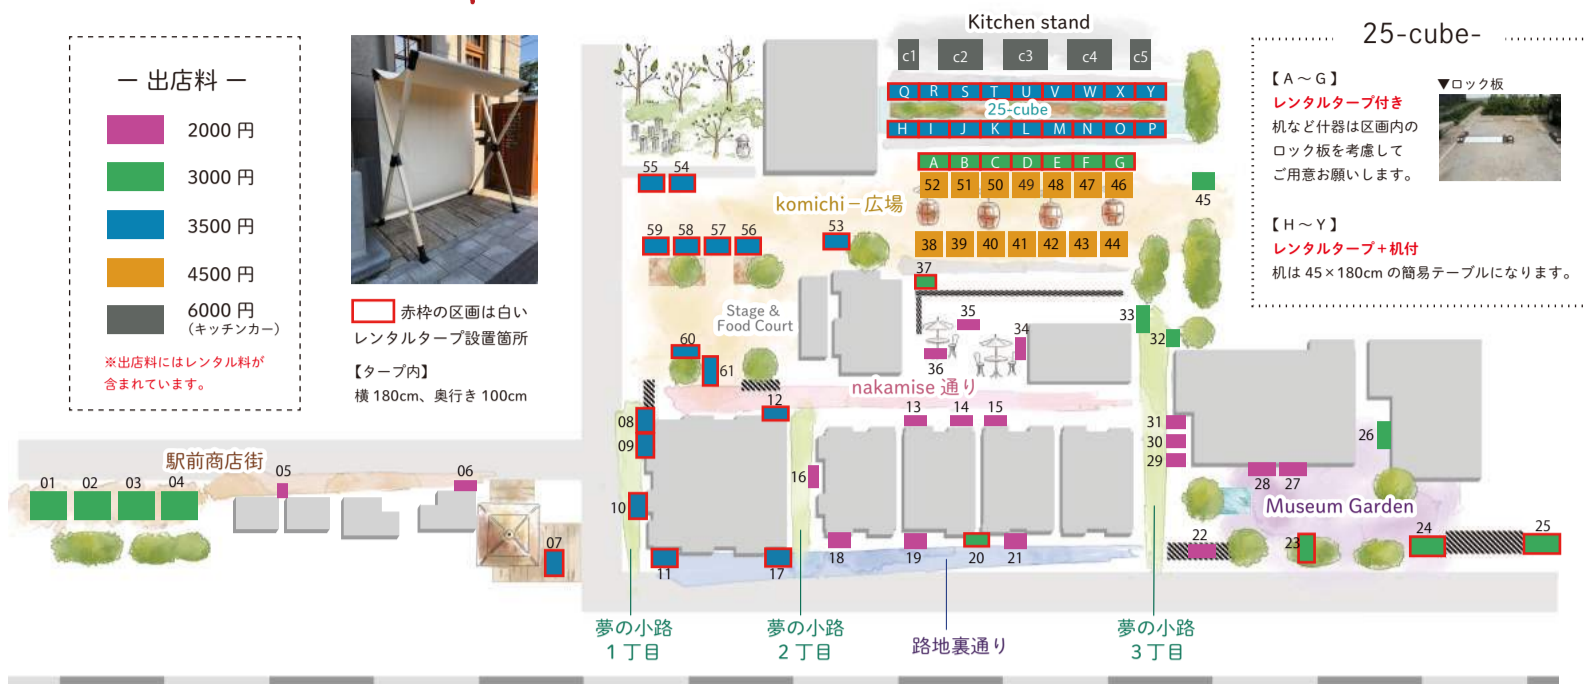 ― 出店料 ―
2000 円
3000 円
3500 円
4500 円
6000 円
（キッチンカー）
※出店料にはレンタル料が
含まれています。
赤枠の区画は白い
レンタルタープ設置箇所
【タープ内】
横 180cm、奥行き 100cm
Kitchen stand
c1 c2 c3 c4 c5
Q R S T U V W X Y
25-cube
H I J K L M N O P
A B C D E F G
52 51 50 49 48 47 46
45
55 54
komichi－広場
59 58 57 56
53
38 39 40 41 42 43 44
37
Stage &
Food Court
35
34
36
33
32
60
61
nakamise 通り
12
13 14 15
08
09
10
16
31
30
29
26
28 27
Museum Garden
駅前商店街
01 02 03 04
05
06
07
11
17
18
19
20
21
22
23
24
25
夢の小路
1 丁目
夢の小路
2 丁目
路地裏通り
夢の小路
3 丁目
25-cube-
【 A ～ G 】
レンタルタープ付き
机など什器は区画内の
ロック板を考慮して
ご用意お願いします。
▼ロック板
【 H ～ Y 】
レンタルタープ＋机付
机は 45×180cm の簡易テーブルになります。